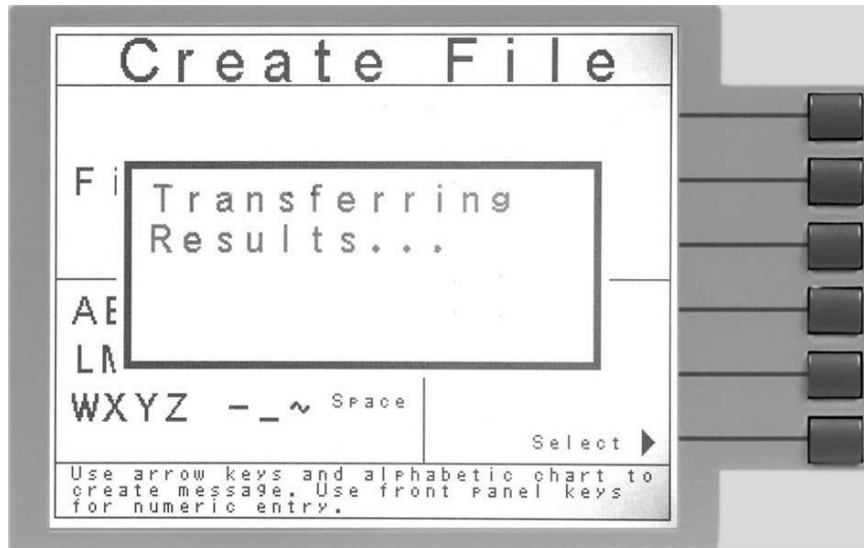 Create File
Fi
Transferring
Results...
AB
LM
WXYZ -_~ Space
Select
Use arrow keys and alphabetic chart to
create message. Use front panel keys
for numeric entry.